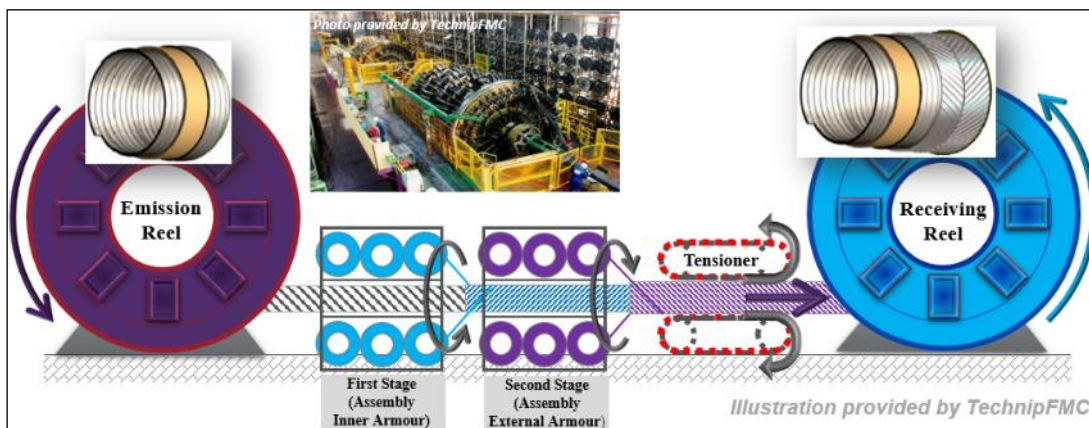 Photo provided by TechnipFMC
Emission
Reel
Tensioner
Receiving
Reel
First Stage
(Assembly
Inner Armour)
Second Stage
(Assembly
External Armour)
Illustration provided by TechnipFMC